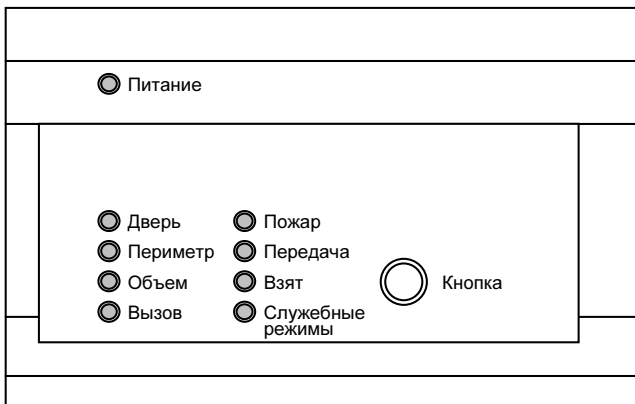 Питание
Дверь
Периметр
Объем
Вызов
Пожар
Передача
Взят
Служебные
режимы
Кнопка